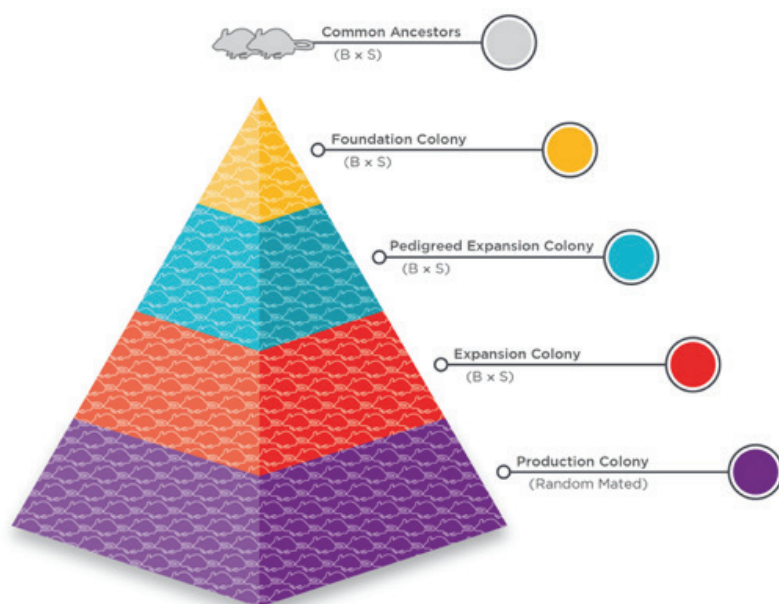 Common Ancestors
(B × S)
Foundation Colony
(B × S)
Pedigreed Expansion Colony
(B × S)
Expansion Colony
(B × S)
Production Colony
(Random Mated)